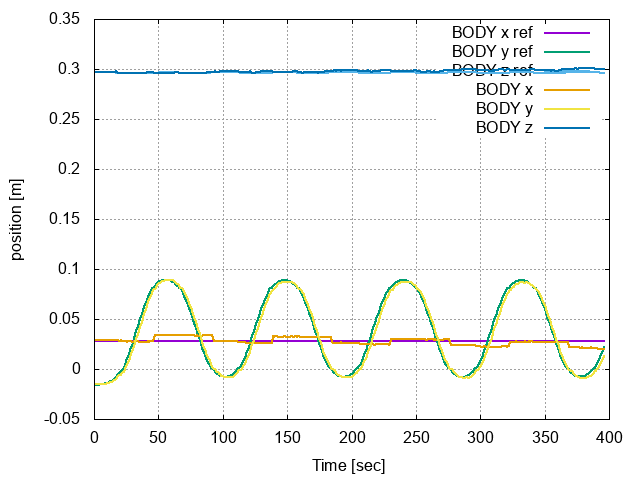 0.35
0.3
0.25
0.2
0.15
0.1
0.05
0
-0.05
position [m]
BODY x ref
BODY y ref
BODY z ref
BODY x
BODY y
BODY z
0 50 100 150 200 250 300 350 400
Time [sec]